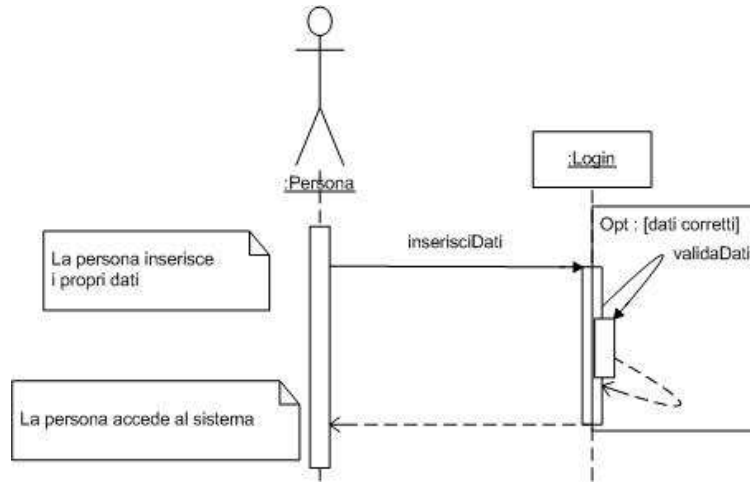 :Persona
:Login
Opt : [dati corretti]
inserisciDati
validaDati
La persona inserisce
i propri dati
La persona accede al sistema